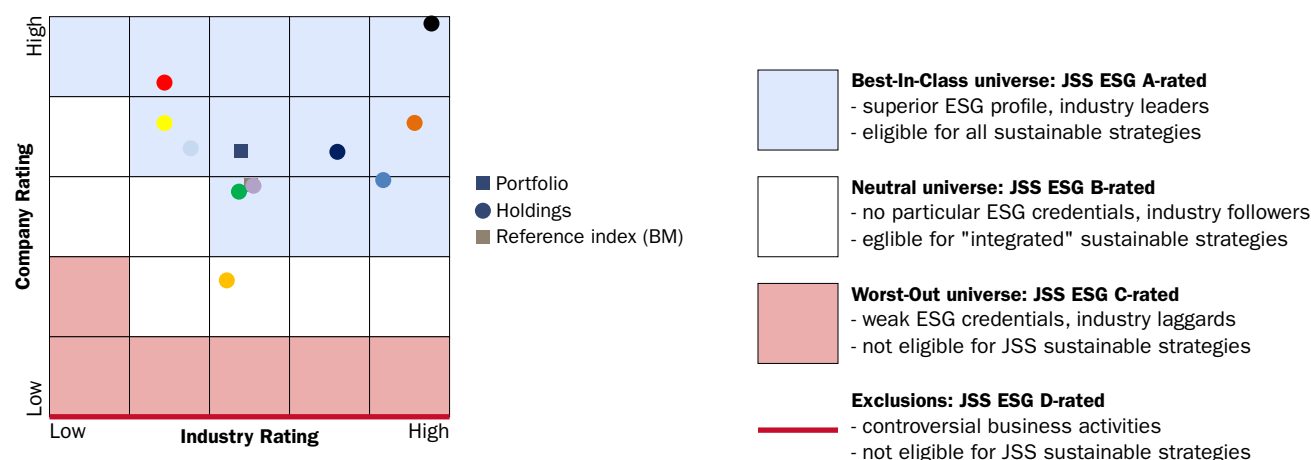 High
Company Rating
Low
Low
Industry Rating
High
Portfolio
Holdings
Reference index (BM)
Best-In-Class universe: JSS ESG A-rated
- superior ESG profile, industry leaders
- eligible for all sustainable strategies
Neutral universe: JSS ESG B-rated
- no particular ESG credentials, industry followers
- eglible for "integrated" sustainable strategies
Worst-Out universe: JSS ESG C-rated
- weak ESG credentials, industry laggards
- not eligible for JSS sustainable strategies
Exclusions: JSS ESG D-rated
- controversial business activities
- not eligible for JSS sustainable strategies